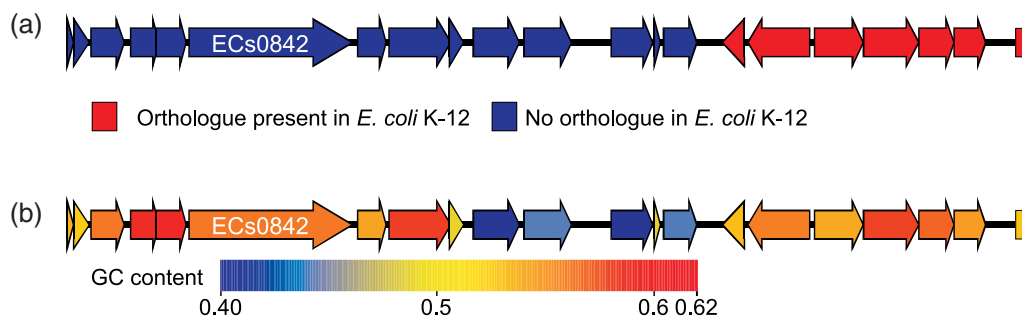 (a)
ECs0842
Orthologue present in E. coli K-12 No orthologue in E. coli K-12
(b)
ECs0842
GC content
0.40 0.5 0.6 0.62